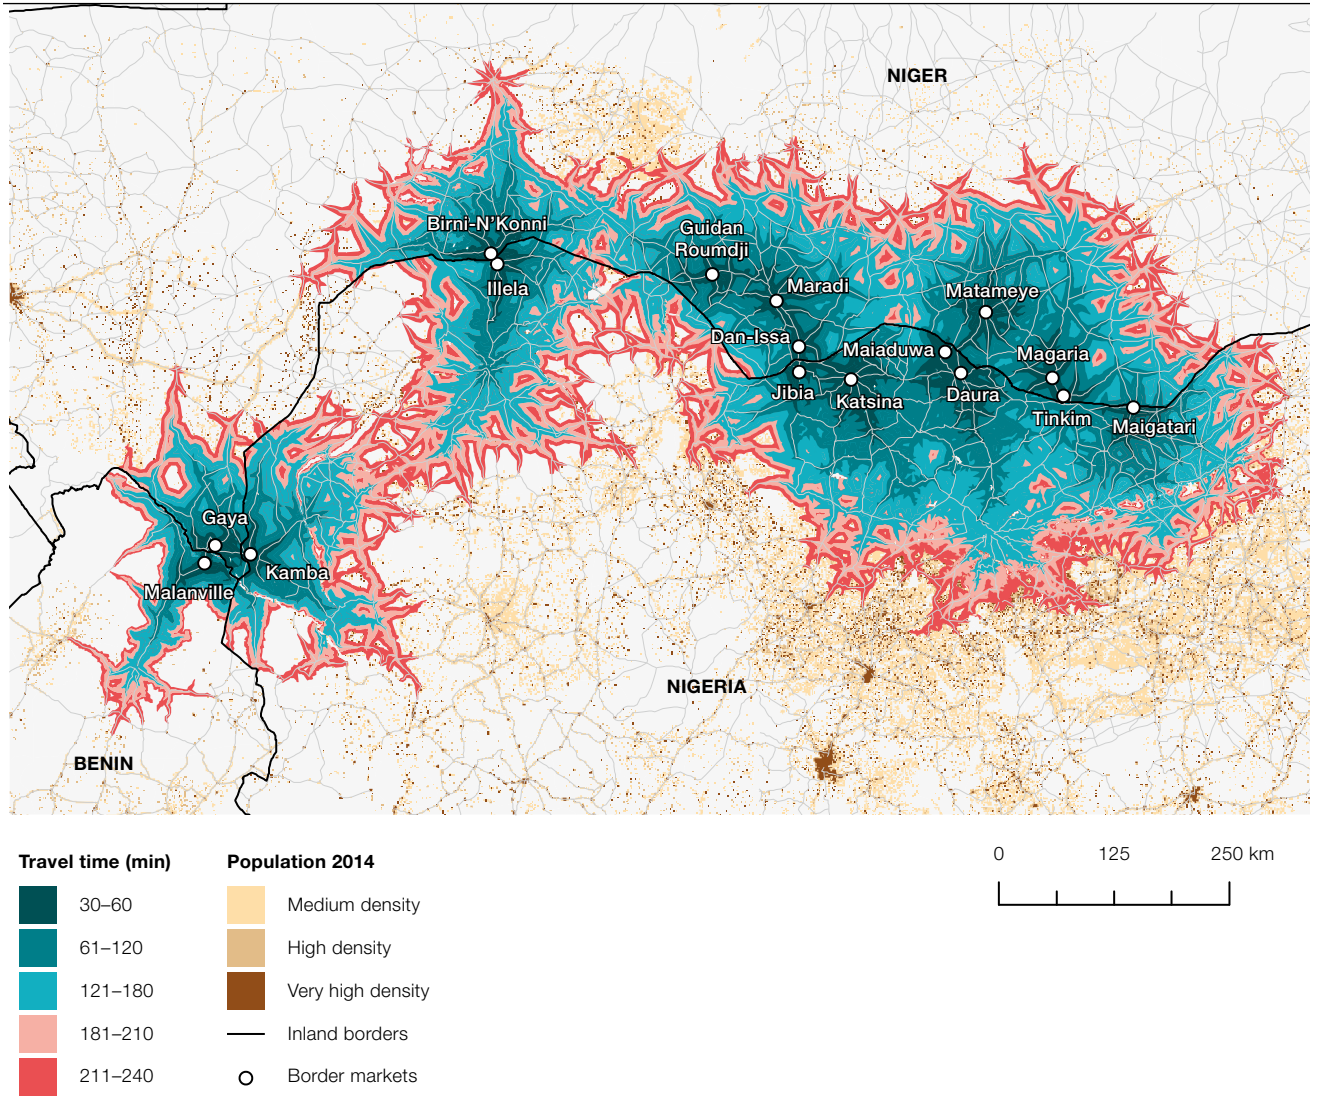 NIGER
Birni-N'Konni
Illela
Guidan
Roumdji
Maradi
Matameye
Dan-Issa
Maiaduwa
Magaria
Jibia
Katsina
Daura
Tinkim
Maigatari
Gaya
Kamba
Malanville
NIGERIA
BENIN
Travel time (min)
30–60
61–120
121–180
181–210
211–240
Population 2014
Medium density
High density
Very high density
Inland borders
Border markets
0 125 250 km